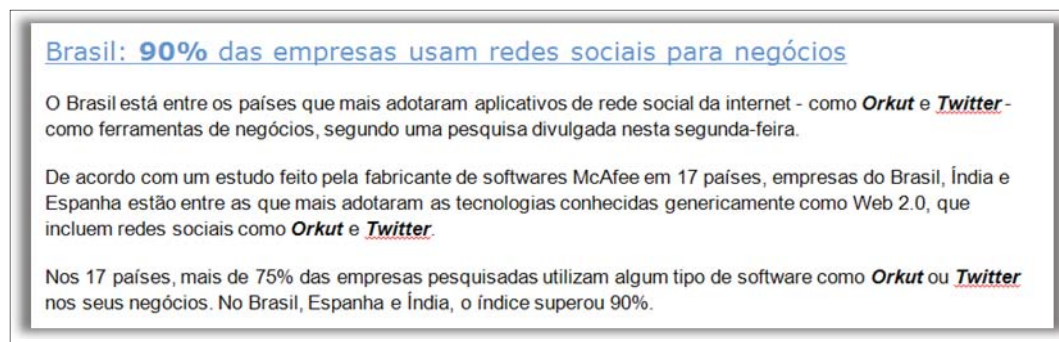 Brasil: 90% das empresas usam redes sociais para negócios
O Brasil está entre os países que mais adotaram aplicativos de rede social da internet - como Orkut e Twitter -
como ferramentas de negócios, segundo uma pesquisa divulgada nesta segunda-feira.
De acordo com um estudo feito pela fabricante de softwares McAfee em 17 países, empresas do Brasil, Índia e
Espanha estão entre as que mais adotaram as tecnologias conhecidas genericamente como Web 2.0, que
incluem redes sociais como Orkut e Twitter.
Nos 17 países, mais de 75% das empresas pesquisadas utilizam algum tipo de software como Orkut ou Twitter
nos seus negócios. No Brasil, Espanha e Índia, o índice superou 90%.